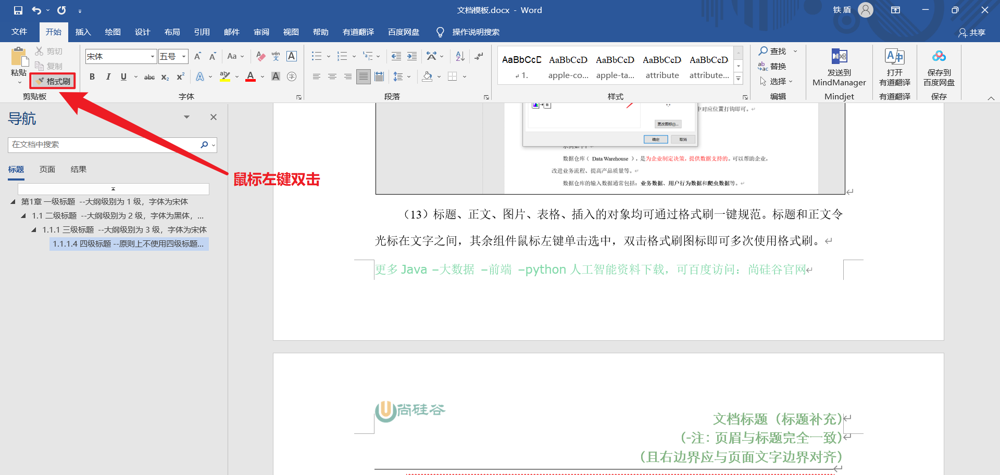 文档模板.docx - Word
铁 盾
文件 开始 插入 绘图 设计 布局 引用 邮件 审阅 视图 帮助 有道翻译 百度网盘 操作说明搜索
共享
粘贴
剪切
复制
格式刷
剪贴板
宋体 五号 A A Aa A wén 文 A
B I U abc x₂ x² A ab A A 字
字体
段落
AaBbCcD AaBbCcD AaBbCcD AaBbCcD AaBbCcD
↵ 1. apple-co... apple-ta... attribute attribute...
样式
查找
替换
选择
编辑
发送到
MindManager
Mindjet
打开
有道翻译
有道翻译
保存到
百度网盘
保存
导航
在文档中搜索
标题 页面 结果
第1章 一级标题 --大纲级别为 1 级，字体为宋体
1.1 二级标题 --大纲级别为 2 级，字体为黑体，...
1.1.1 三级标题 --大纲级别为 3 级，字体为宋体
1.1.1.4 四级标题 --原则上不使用四级标题...
鼠标左键双击
中对应位置打钩即可。↵
更改图标(I)...
确定 取消
数据仓库（ Data Warehouse ），是为企业制定决策，提供数据支持的。可以帮助企业，
改进业务流程、提高产品质量等。↵
数据仓库的输入数据通常包括：业务数据、用户行为数据和爬虫数据等。↵
（13）标题、正文、图片、表格、插入的对象均可通过格式刷一键规范。标题和正文令
光标在文字之间，其余组件鼠标左键单击选中，双击格式刷图标即可多次使用格式刷。↵
更多 Java –大数据 –前端 –python 人工智能资料下载，可百度访问：尚硅谷官网↵
尚硅谷
文档标题（标题补充）↵
（-注：页眉与标题完全一致）↵
（且右边界应与页面文字边界对齐）